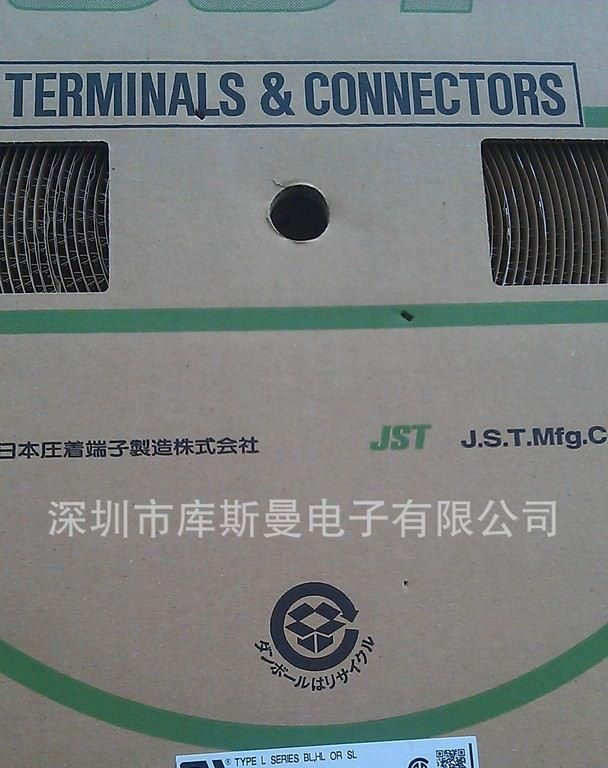 JST
TERMINALS & CONNECTORS
日本圧着端子製造株式会社 JST J.S.T.Mfg.C
深圳市库斯曼电子有限公司
ダンボールはリサイクル
® TYPE L SERIES BL,HL OR SL